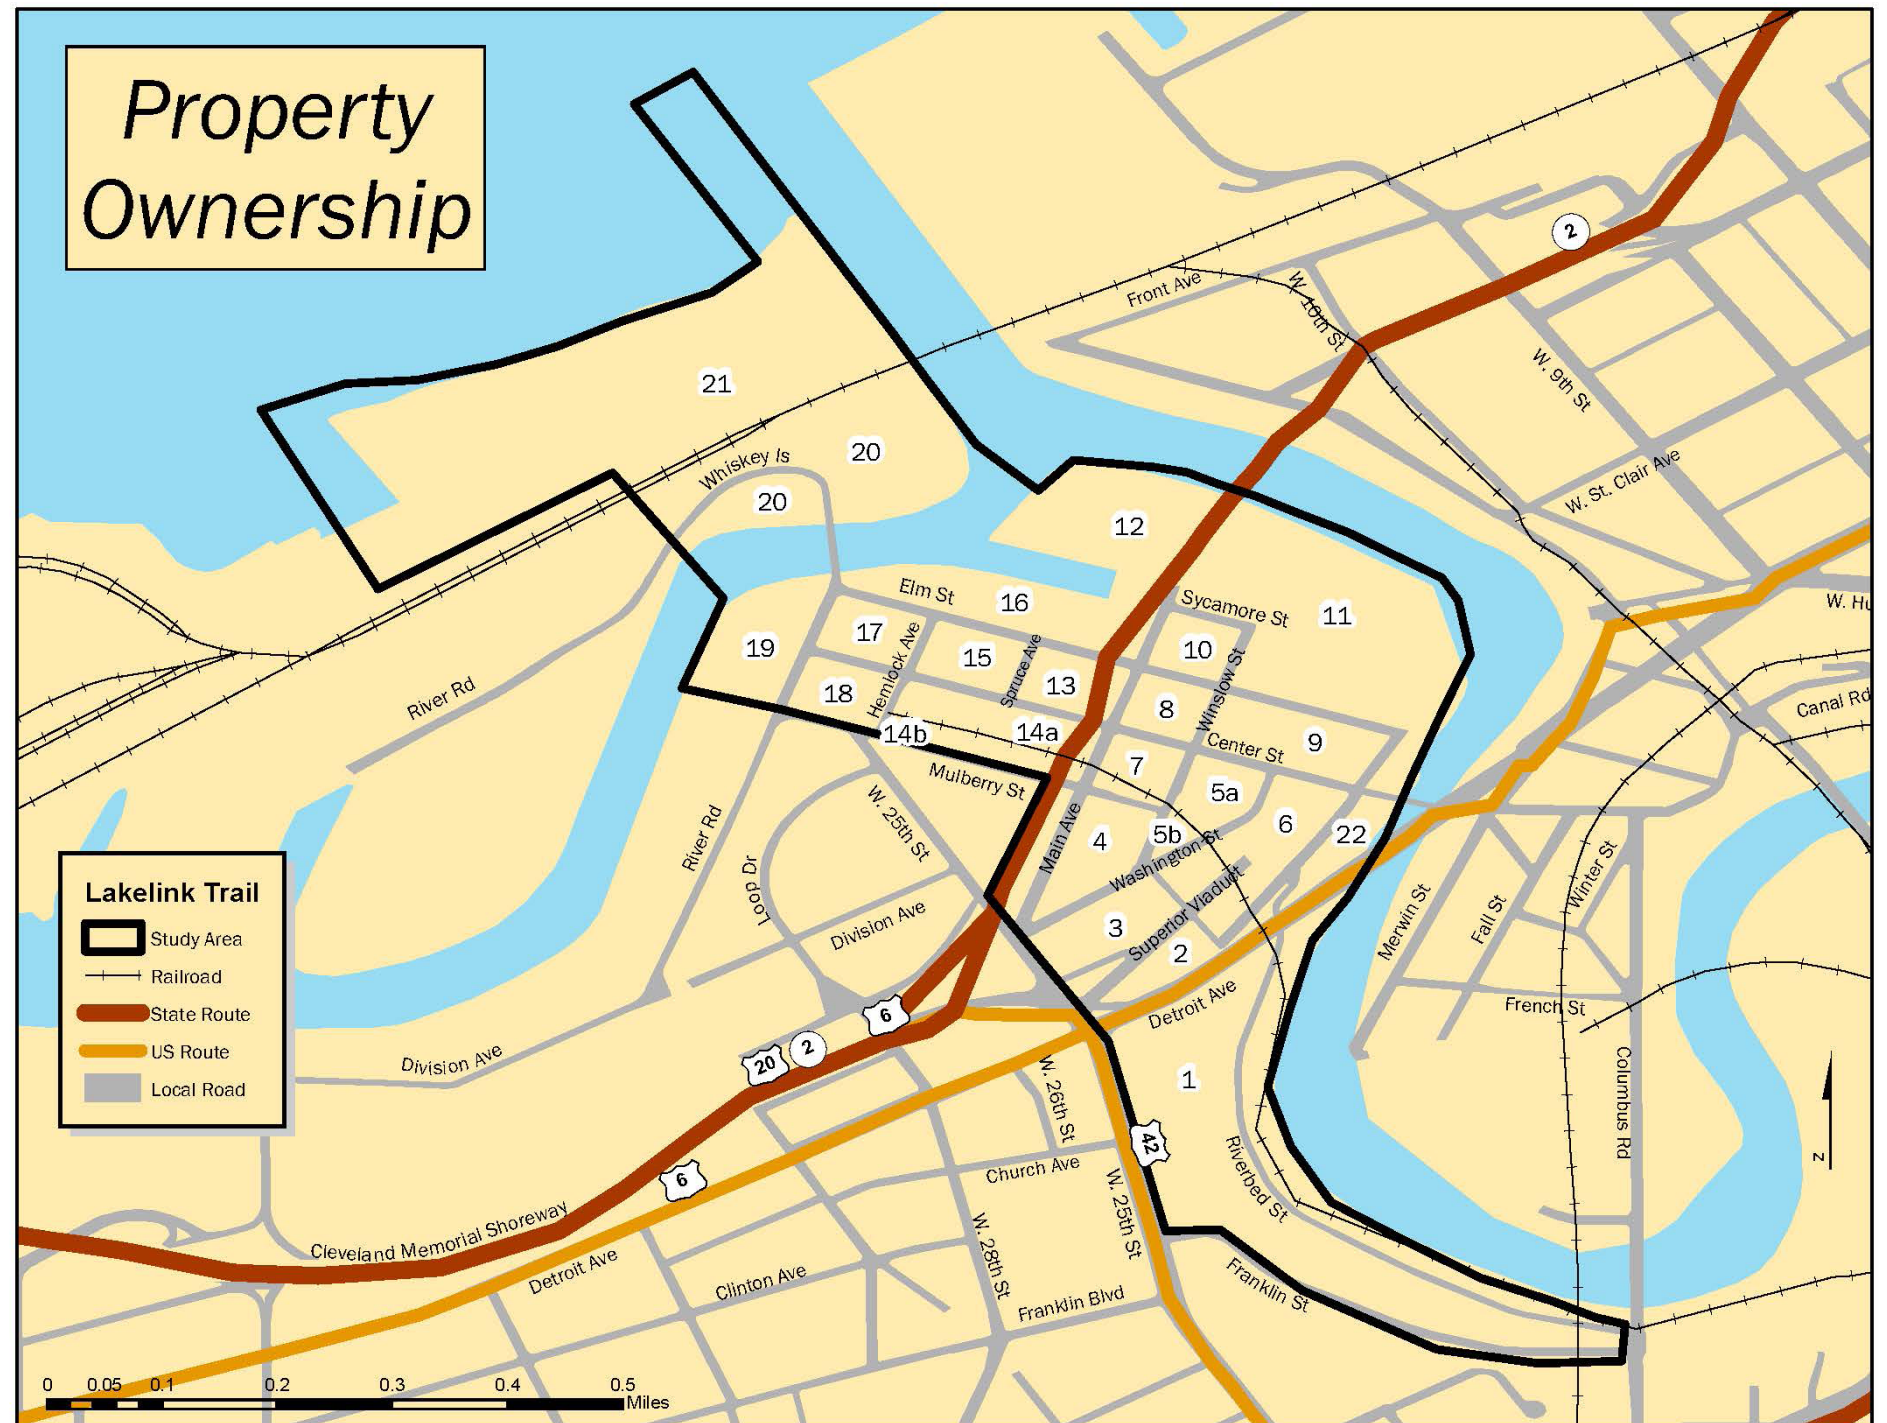 Property
Ownership
2
Front Ave
W. 10th St
W. 9th St
W. St. Clair Ave
21
20
Whiskey Is
20
12
Elm St
16
Sycamore St
11
W. Hu
17
Hemlock Ave
15
Spruce Ave
10
19
18
13
8
Winslow St
River Rd
Canal Rd
14b
14a
Center St
9
7
Mulberry St
5a
W. 25th St
River Rd
Main Ave
4
5b
6
22
Washington St
Loop Dr
Division Ave
3
Superior Viaduct
2
Merwin St
Fall St
Winter St
Lakelink Trail
Study Area
Railroad
State Route
US Route
Local Road
6
2
20
Detroit Ave
French St
Division Ave
1
W. 26th St
42
Columbus Rd
z
6
Church Ave
W. 25th St
Riverbed St
Cleveland Memorial Shoreway
Detroit Ave
W. 28th St
Clinton Ave
Franklin Blvd
Franklin St
0 0.05 0.1 0.2 0.3 0.4 0.5
Miles